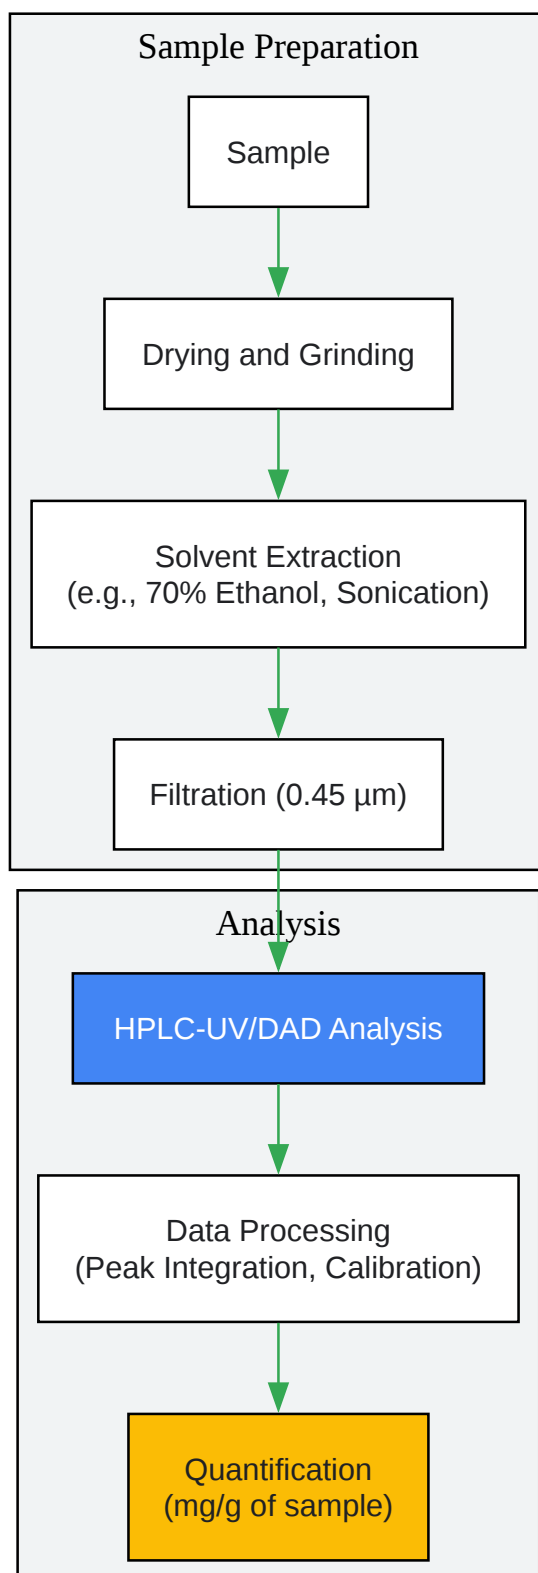 Sample Preparation
Sample
Drying and Grinding
Solvent Extraction
(e.g., 70% Ethanol, Sonication)
Filtration (0.45 µm)
Analysis
HPLC-UV/DAD Analysis
Data Processing
(Peak Integration, Calibration)
Quantification
(mg/g of sample)